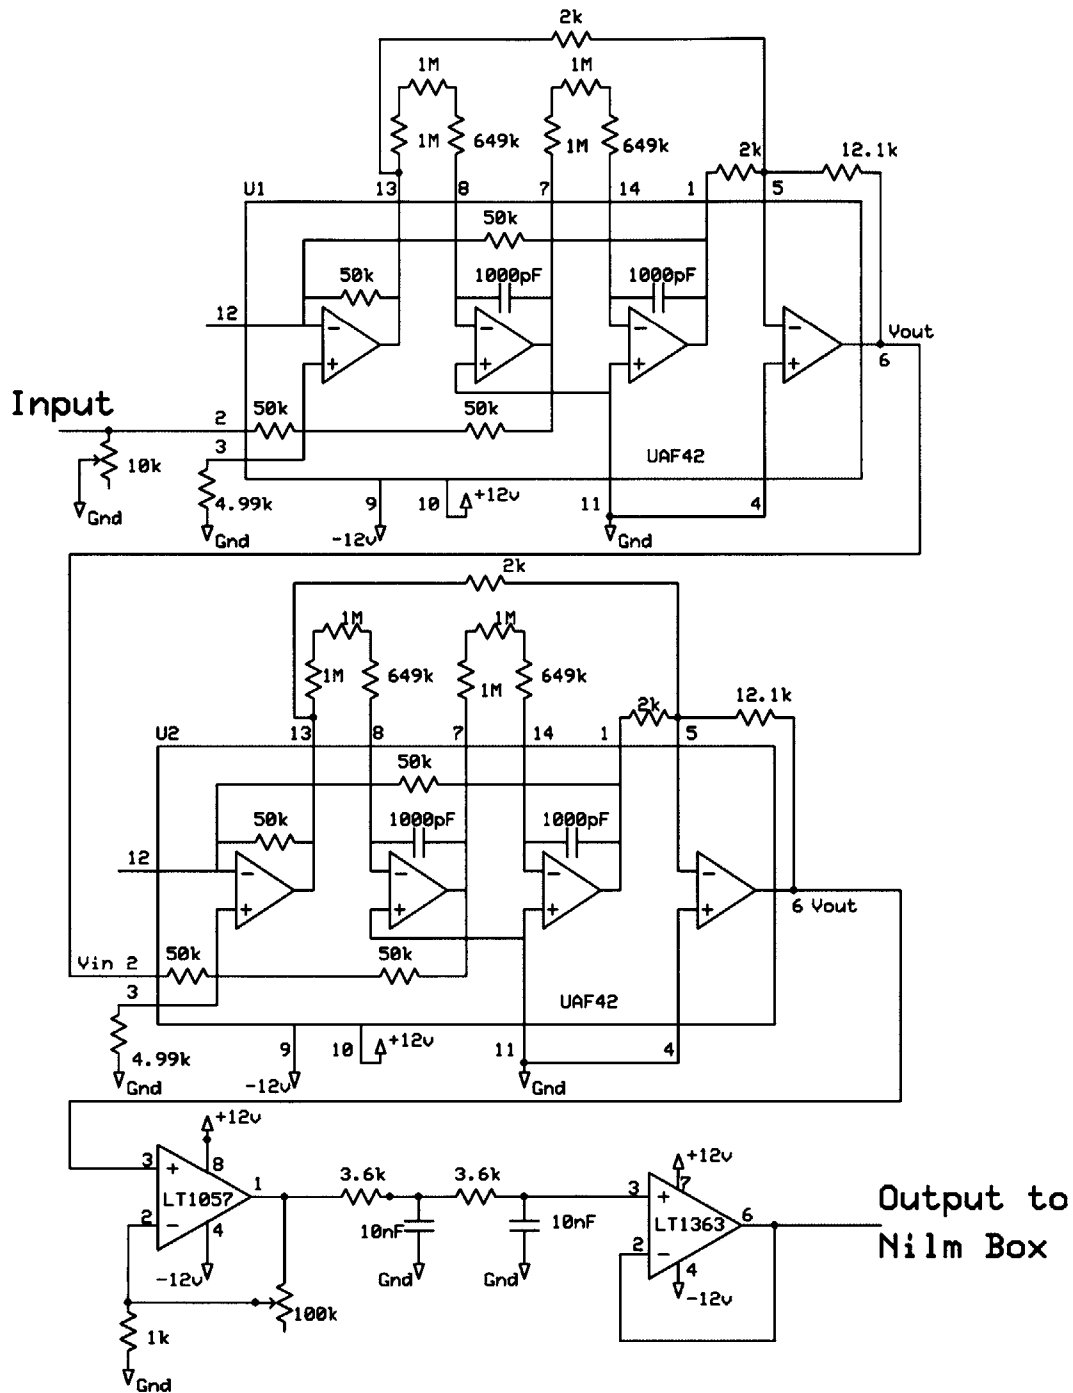 2k
1M
1M
1M
649k
1M
649k
2k
12.1k
U1
13
8
7
14
1
5
50k
50k
1000pF
1000pF
12
-
+
-
+
-
+
-
+
Vout
6
Input
2
50k
50k
3
10k
UAF42
4.99k
9
10
+12v
11
4
Gnd
Gnd
-12v
Gnd
2k
1M
1M
1M
649k
1M
649k
2k
12.1k
U2
13
8
7
14
1
5
50k
50k
1000pF
1000pF
12
-
+
-
+
-
+
-
+
6 Vout
Vin 2
50k
50k
3
UAF42
4.99k
9
10
+12v
11
4
Gnd
-12v
Gnd
+12v
3
+
8
1
LT1057
2
-
4
-12v
3.6k
3.6k
10nF
10nF
Gnd
Gnd
100k
1k
Gnd
+12v
3
+
7
LT1363
6
2
-
4
-12v
Output to
Nilm Box